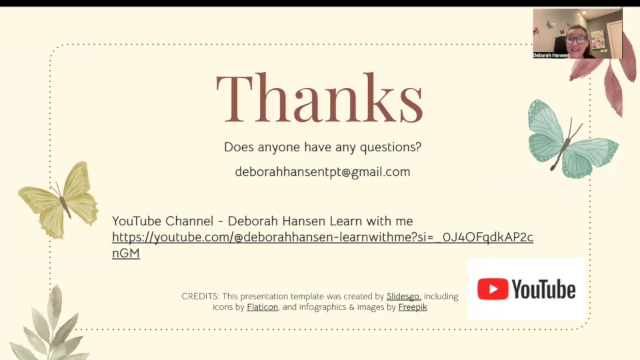 Deborah Hansen
Thanks
Does anyone have any questions?
deborahhansentpt@gmail.com
YouTube Channel - Deborah Hansen Learn with me
https://youtube.com/@deborahhansen-learnwithme?si=_0J4OFqdkAP2c
nGM
YouTube
CREDITS: This presentation template was created by Slidesgo, including
icons by Flaticon, and infographics & images by Freepik